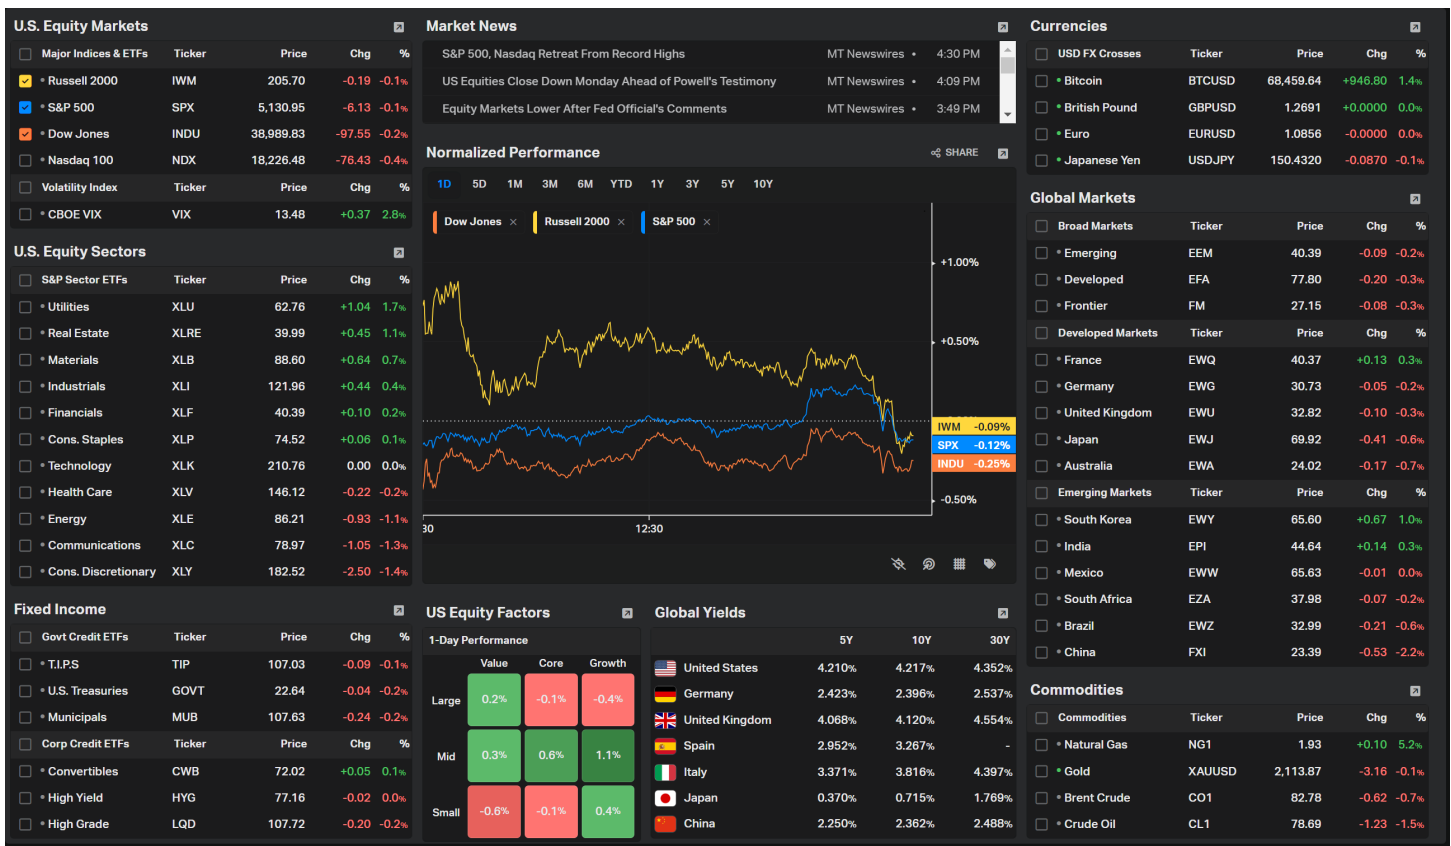 U.S. Equity Markets
Major Indices & ETFs Ticker Price Chg %
Russell 2000 IWM 205.70 -0.19 -0.1%
S&P 500 SPX 5,130.95 -6.13 -0.1%
Dow Jones INDU 38,989.83 -97.55 -0.2%
Nasdaq 100 NDX 18,226.48 -76.43 -0.4%
Volatility Index Ticker Price Chg %
CBOE VIX VIX 13.48 +0.37 2.8%
U.S. Equity Sectors
S&P Sector ETFs Ticker Price Chg %
Utilities XLU 62.76 +1.04 1.7%
Real Estate XLRE 39.99 +0.45 1.1%
Materials XLB 88.60 +0.64 0.7%
Industrials XLI 121.96 +0.44 0.4%
Financials XLF 40.39 +0.10 0.2%
Cons. Staples XLP 74.52 +0.06 0.1%
Technology XLK 210.76 0.00 0.0%
Health Care XLV 146.12 -0.22 -0.2%
Energy XLE 86.21 -0.93 -1.1%
Communications XLC 78.97 -1.05 -1.3%
Cons. Discretionary XLY 182.52 -2.50 -1.4%
Fixed Income
Govt Credit ETFs Ticker Price Chg %
T.I.P.S TIP 107.03 -0.09 -0.1%
U.S. Treasuries GOVT 22.64 -0.04 -0.2%
Municipals MUB 107.63 -0.24 -0.2%
Corp Credit ETFs Ticker Price Chg %
Convertibles CWB 72.02 +0.05 0.1%
High Yield HYG 77.16 -0.02 0.0%
High Grade LQD 107.72 -0.20 -0.2%
Market News
S&P 500, Nasdaq Retreat From Record Highs MT Newswires • 4:30 PM
US Equities Close Down Monday Ahead of Powell's Testimony MT Newswires • 4:09 PM
Equity Markets Lower After Fed Official's Comments MT Newswires • 3:49 PM
Normalized Performance SHARE
1D 5D 1M 3M 6M YTD 1Y 3Y 5Y 10Y
Dow Jones × Russell 2000 × S&P 500 ×
+1.00%
+0.50%
IWM -0.09%
SPX -0.12%
INDU -0.25%
-0.50%
30 12:30
US Equity Factors
1-Day Performance
Value Core Growth
Large 0.2% -0.1% -0.4%
Mid 0.3% 0.6% 1.1%
Small -0.6% -0.1% 0.4%
Global Yields
5Y 10Y 30Y
United States 4.210% 4.217% 4.352%
Germany 2.423% 2.396% 2.537%
United Kingdom 4.068% 4.120% 4.554%
Spain 2.952% 3.267% -
Italy 3.371% 3.816% 4.397%
Japan 0.370% 0.715% 1.769%
China 2.250% 2.362% 2.488%
Currencies
USD FX Crosses Ticker Price Chg %
Bitcoin BTCUSD 68,459.64 +946.80 1.4%
British Pound GBPUSD 1.2691 +0.0000 0.0%
Euro EURUSD 1.0856 -0.0000 0.0%
Japanese Yen USDJPY 150.4320 -0.0870 -0.1%
Global Markets
Broad Markets Ticker Price Chg %
Emerging EEM 40.39 -0.09 -0.2%
Developed EFA 77.80 -0.20 -0.3%
Frontier FM 27.15 -0.08 -0.3%
Developed Markets Ticker Price Chg %
France EWQ 40.37 +0.13 0.3%
Germany EWG 30.73 -0.05 -0.2%
United Kingdom EWU 32.82 -0.10 -0.3%
Japan EWJ 69.92 -0.41 -0.6%
Australia EWA 24.02 -0.17 -0.7%
Emerging Markets Ticker Price Chg %
South Korea EWY 65.60 +0.67 1.0%
India EPI 44.64 +0.14 0.3%
Mexico EWW 65.63 -0.01 0.0%
South Africa EZA 37.98 -0.07 -0.2%
Brazil EWZ 32.99 -0.21 -0.6%
China FXI 23.39 -0.53 -2.2%
Commodities
Commodities Ticker Price Chg %
Natural Gas NG1 1.93 +0.10 5.2%
Gold XAUUSD 2,113.87 -3.16 -0.1%
Brent Crude CO1 82.78 -0.62 -0.7%
Crude Oil CL1 78.69 -1.23 -1.5%